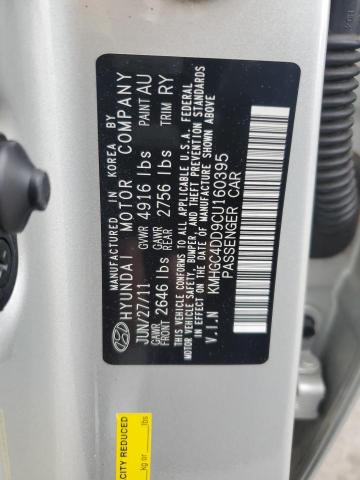 MANUFACTURED IN KOREA BY
HYUNDAI MOTOR COMPANY
JUN/27/11 GVWR 4916 lbs PAINT AU
GAWR FRONT 2646 lbs GAWR REAR 2756 lbs TRIM RY
THIS VEHICLE CONFORMS TO ALL APPLICABLE U.S.A. FEDERAL
MOTOR VEHICLE SAFETY, BUMPER, AND THEFT PREVENTION STANDARDS
IN EFFECT ON THE DATE OF MANUFACTURE SHOWN ABOVE
V.I.N KMHGC4DD9CU160395
PASSENGER CAR
CITY REDUCED
kg or lbs